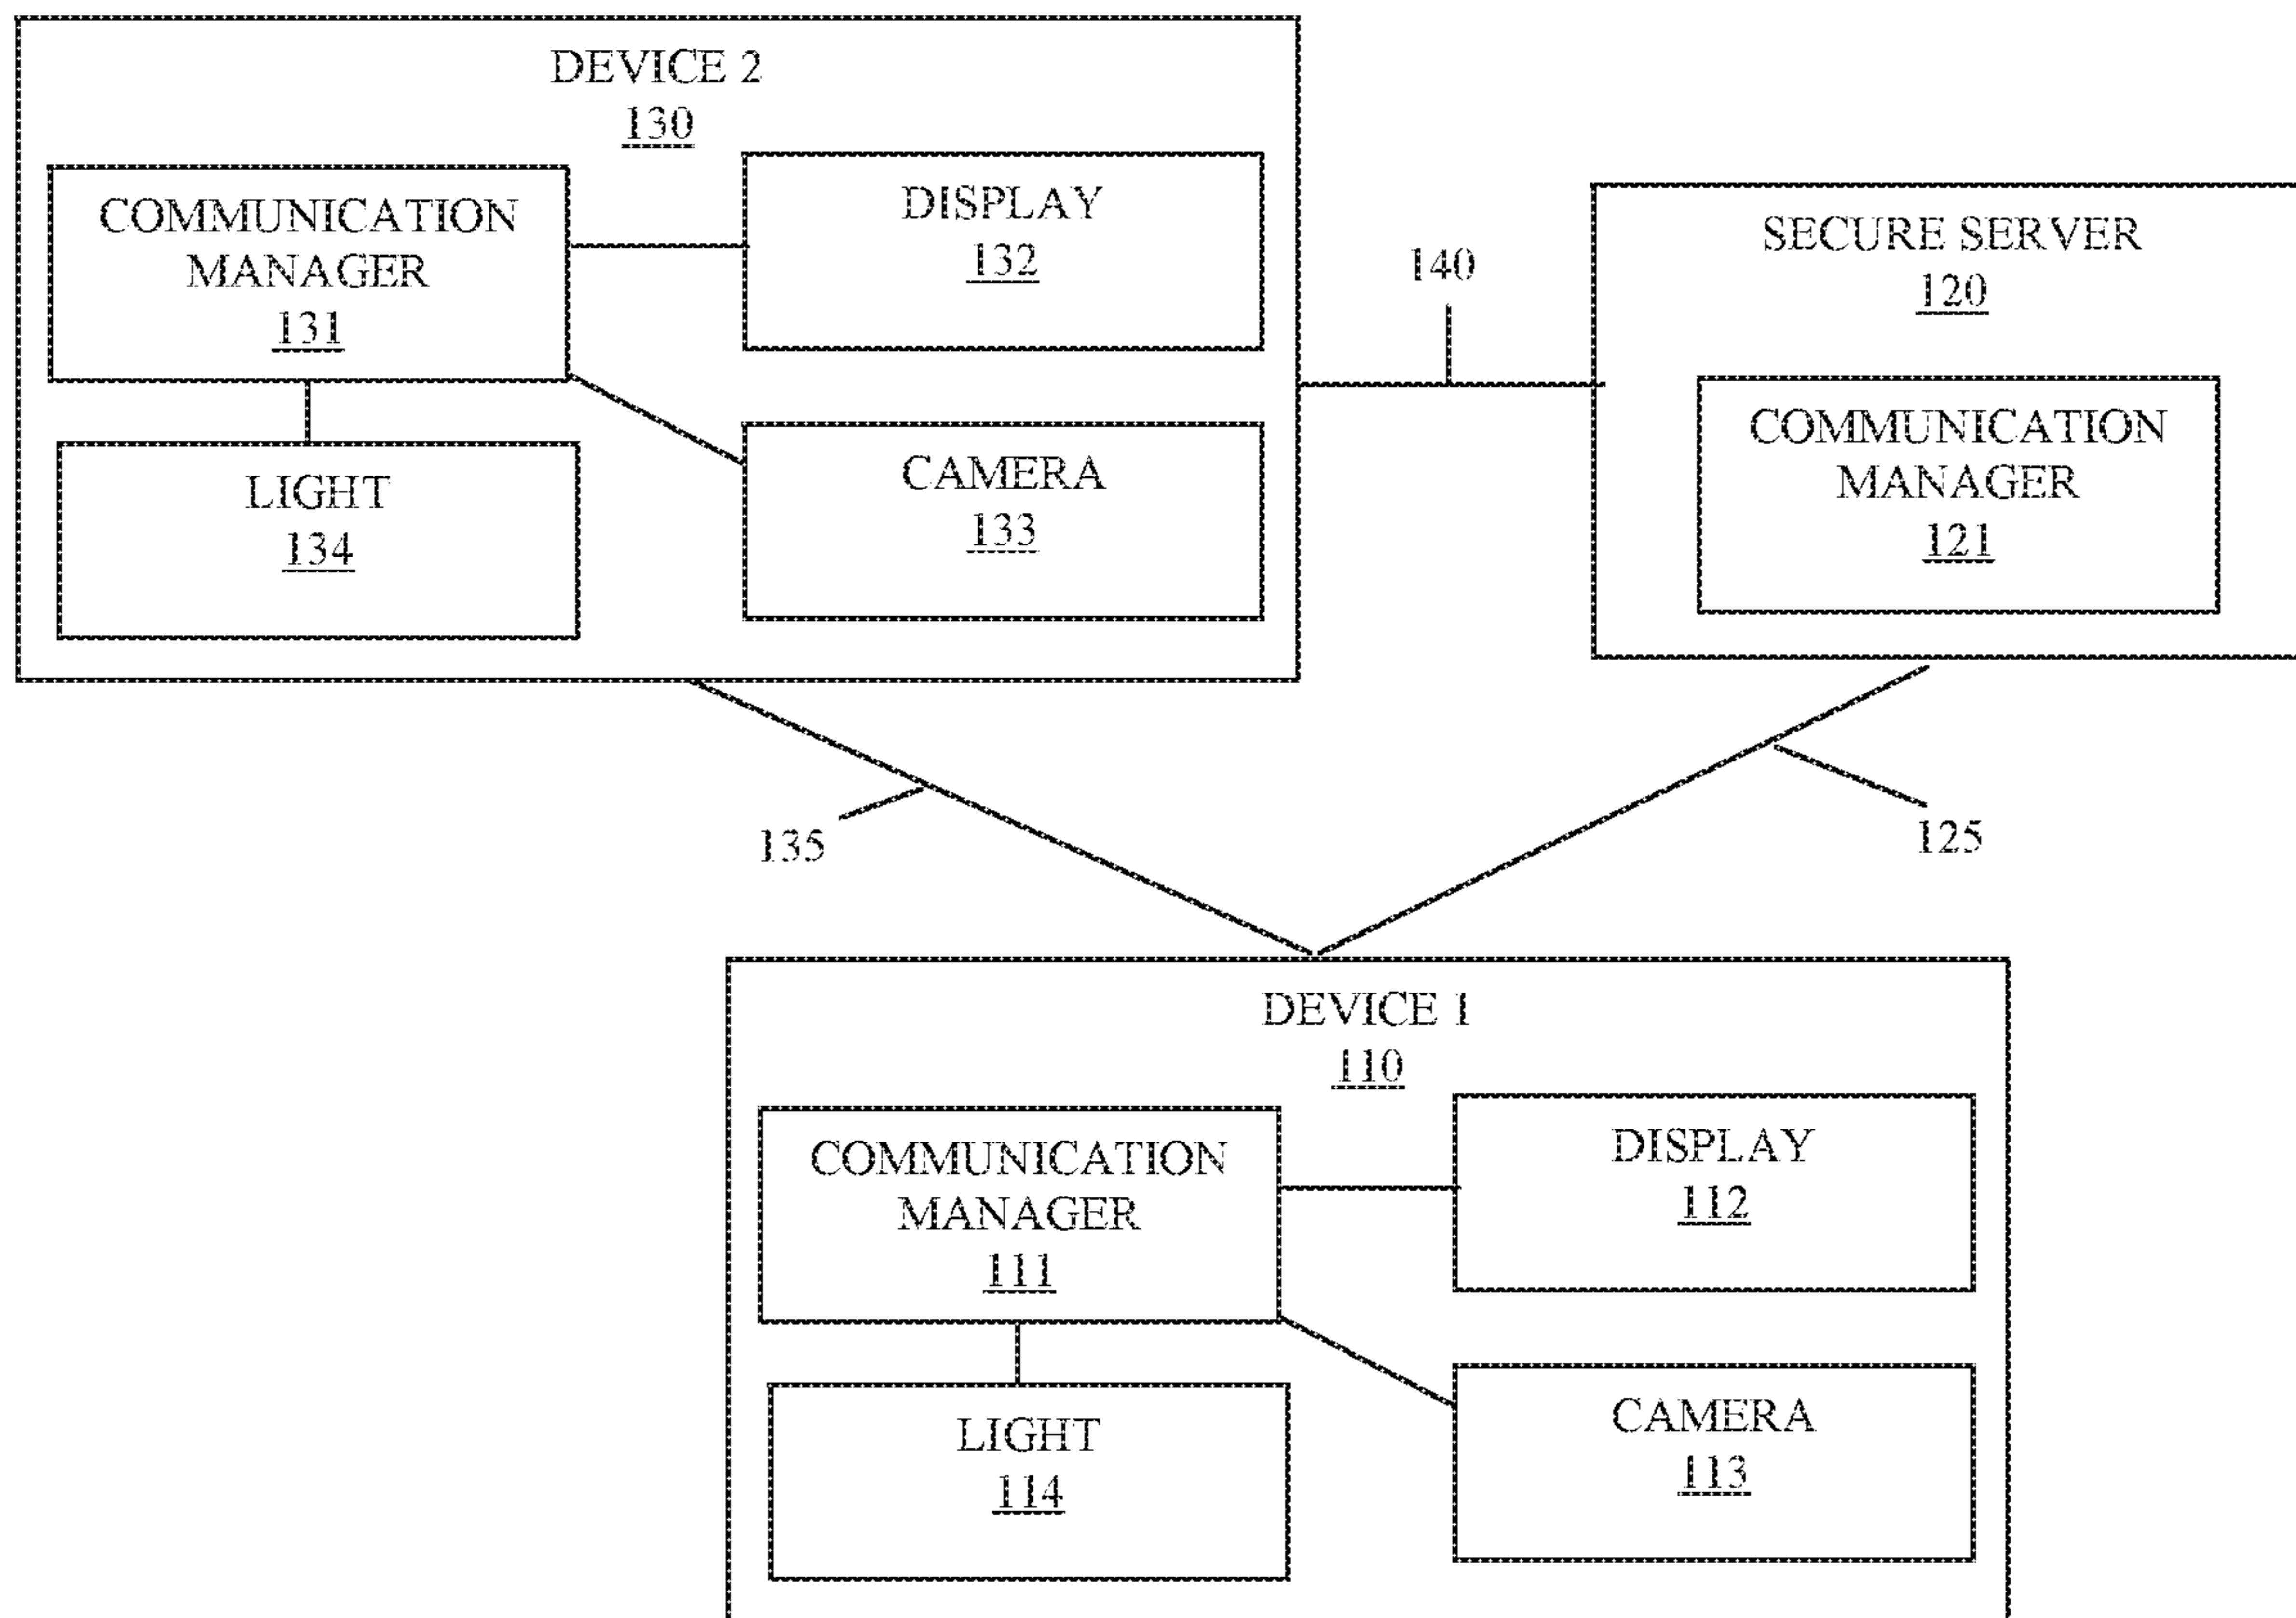 DEVICE 2
130
COMMUNICATION
MANAGER
131
DISPLAY
132
LIGHT
134
CAMERA
133
140
SECURE SERVER
120
COMMUNICATION
MANAGER
121
135
125
DEVICE 1
110
COMMUNICATION
MANAGER
111
DISPLAY
112
LIGHT
114
CAMERA
113